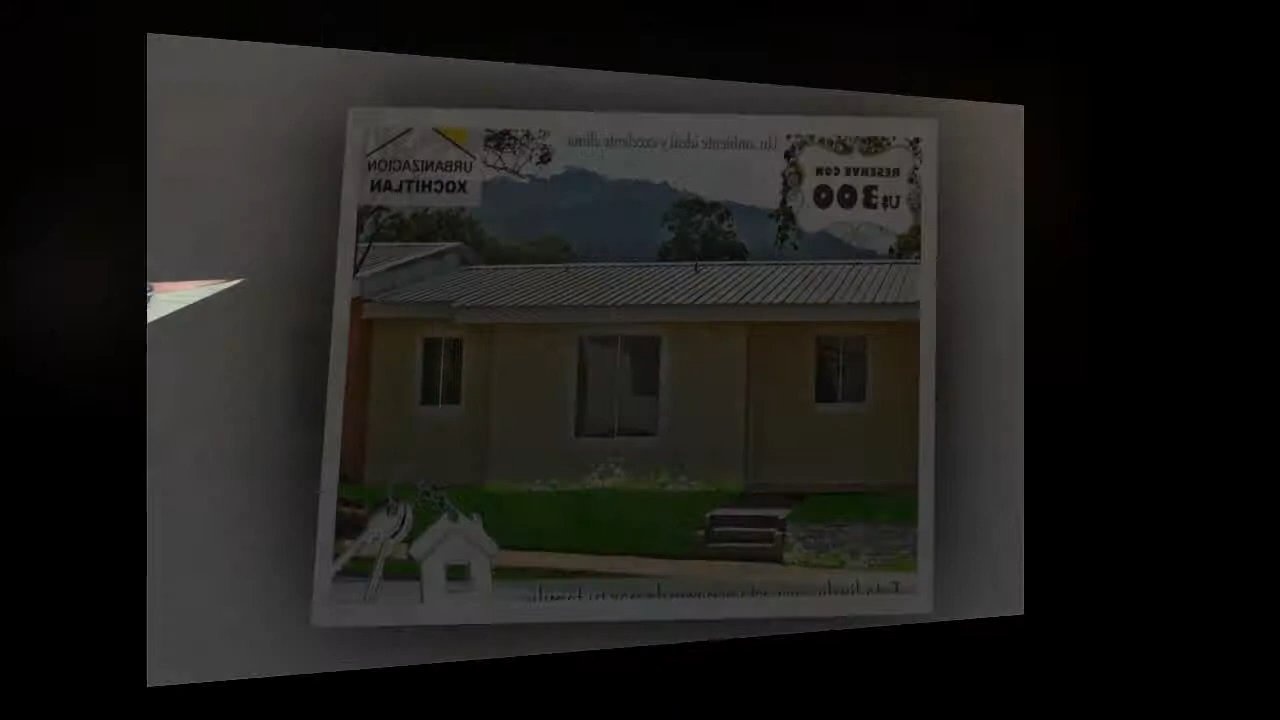 Un ambiente ideal y excelente clima
URBANIZACION
XOCHITLAN
RESERVE CON
U$300